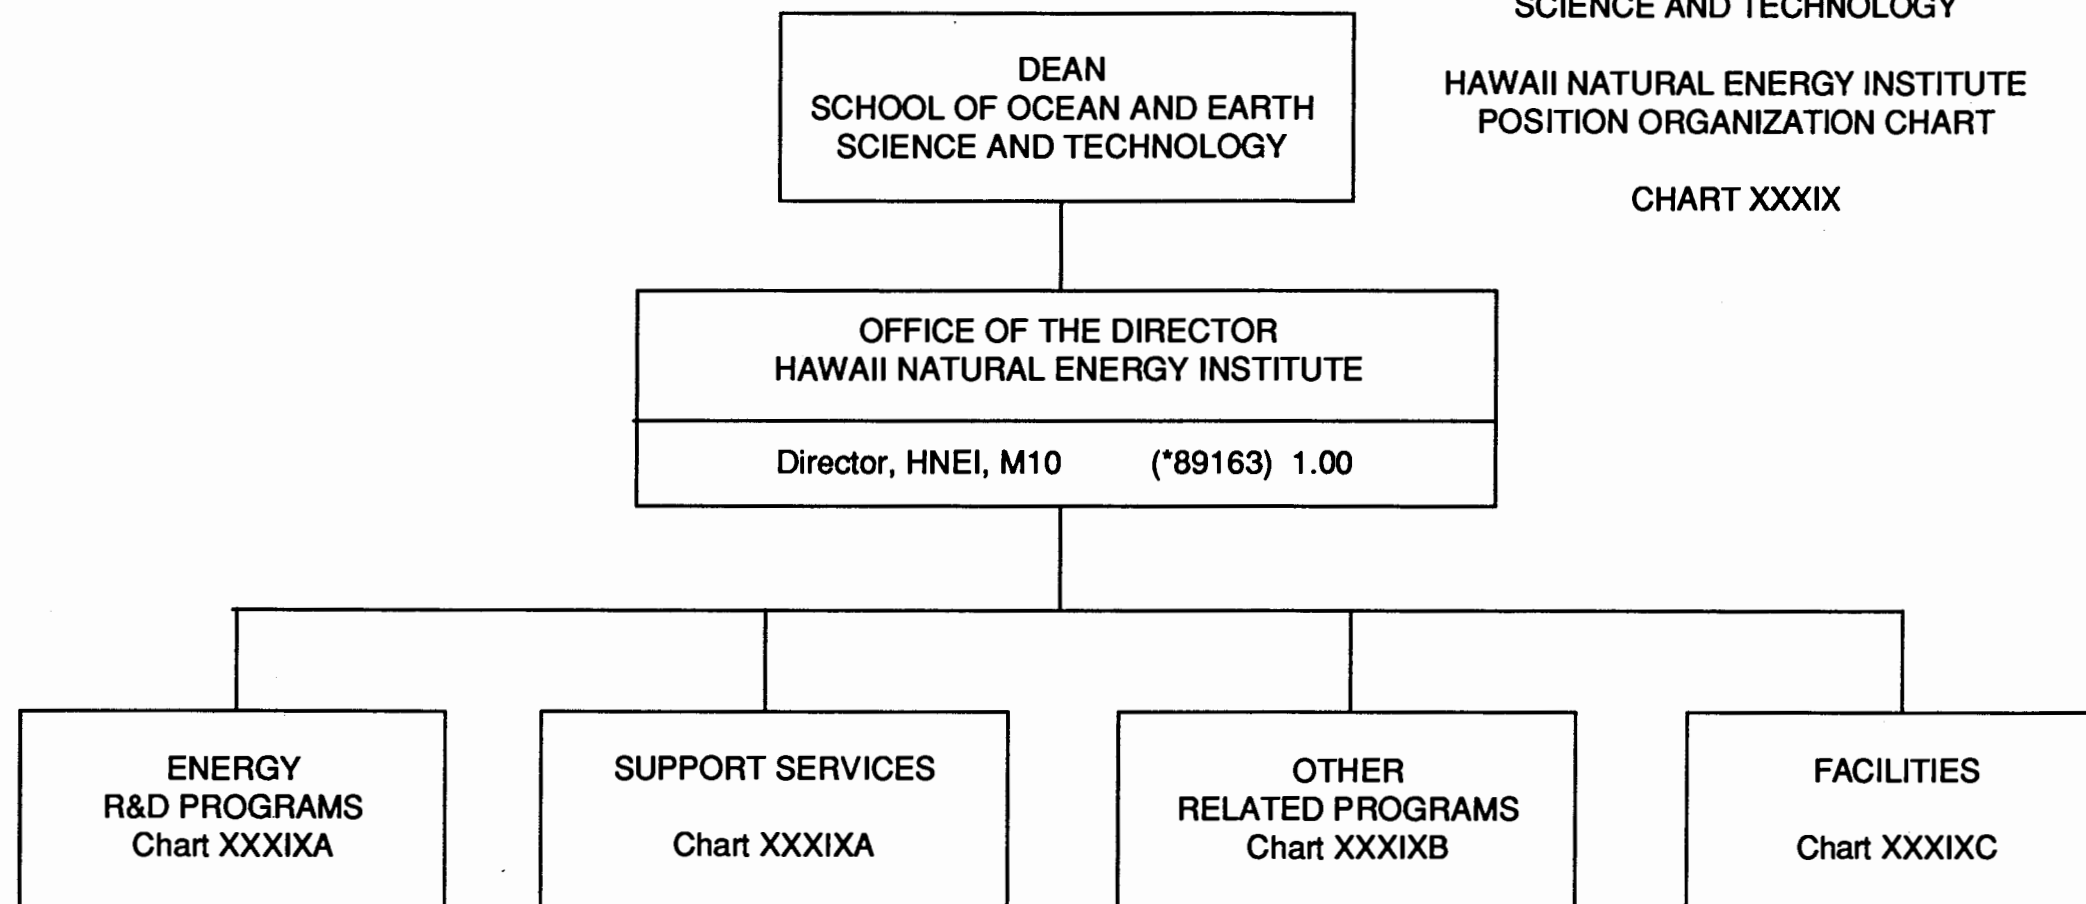 SCIENCE AND TECHNOLOGY
HAWAII NATURAL ENERGY INSTITUTE
POSITION ORGANIZATION CHART
CHART XXXIX
DEAN
SCHOOL OF OCEAN AND EARTH
SCIENCE AND TECHNOLOGY
OFFICE OF THE DIRECTOR
HAWAII NATURAL ENERGY INSTITUTE
Director, HNEI, M10 (*89163) 1.00
ENERGY
R&D PROGRAMS
Chart XXXIXA
SUPPORT SERVICES
Chart XXXIXA
OTHER
RELATED PROGRAMS
Chart XXXIXB
FACILITIES
Chart XXXIXC